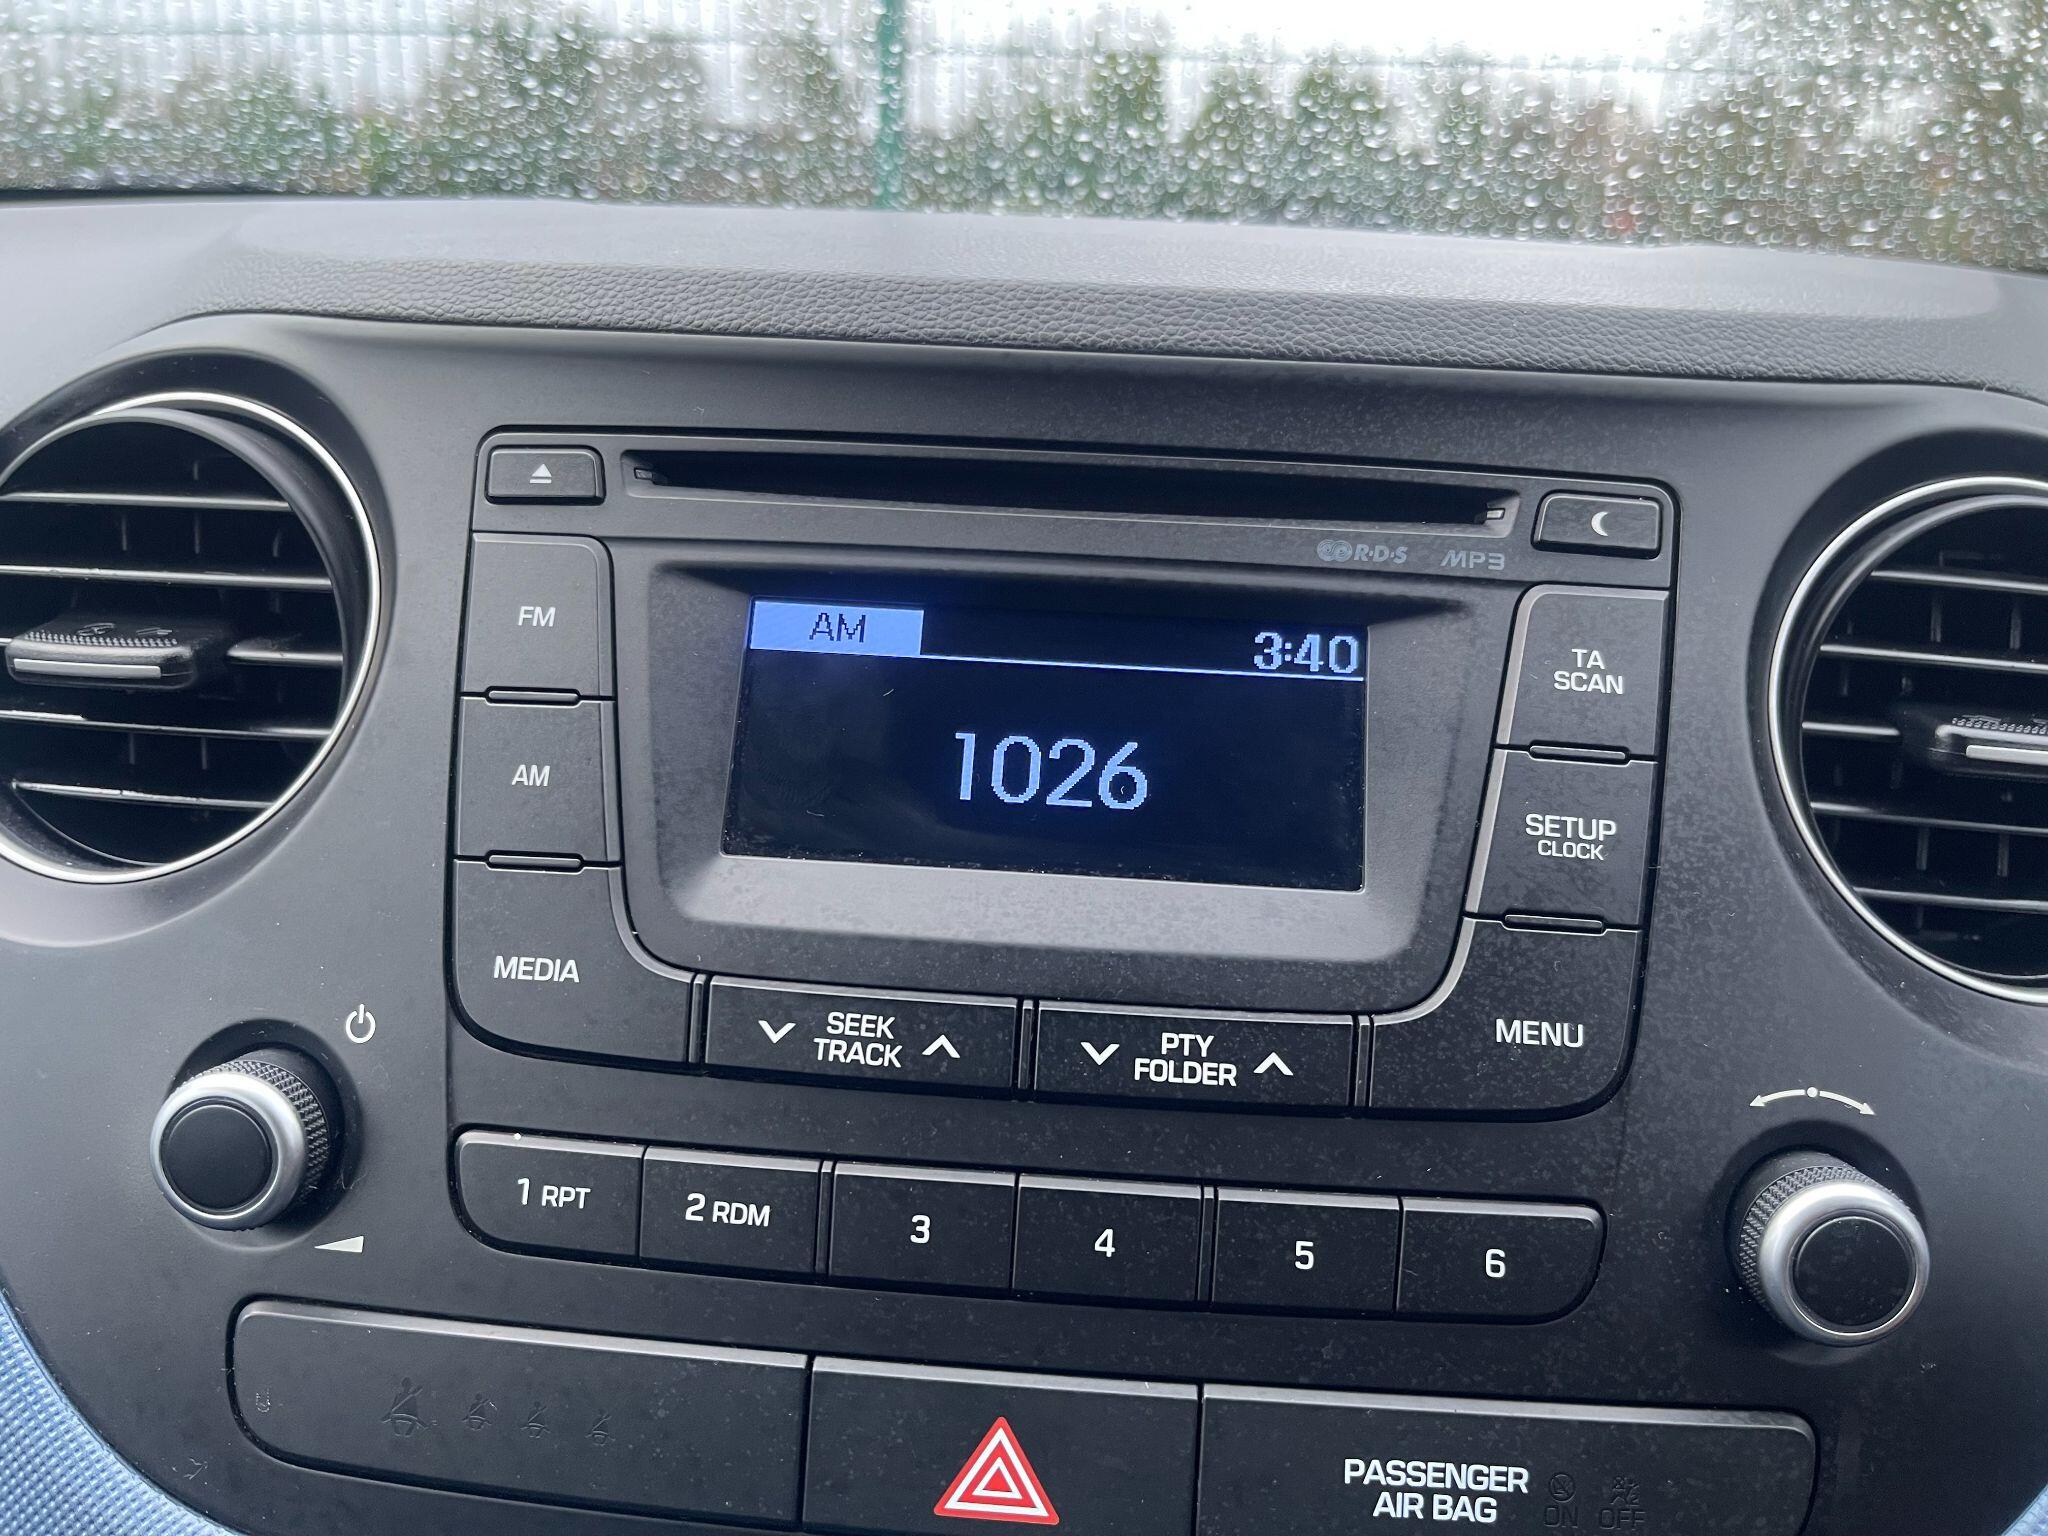 R·D·S MP3
FM
AM 3:40
TA
SCAN
1026
AM
SETUP
CLOCK
MEDIA
SEEK
TRACK
PTY
FOLDER
MENU
1 RPT
2 RDM
3
4
5
6
PASSENGER
AIR BAG
ON OFF